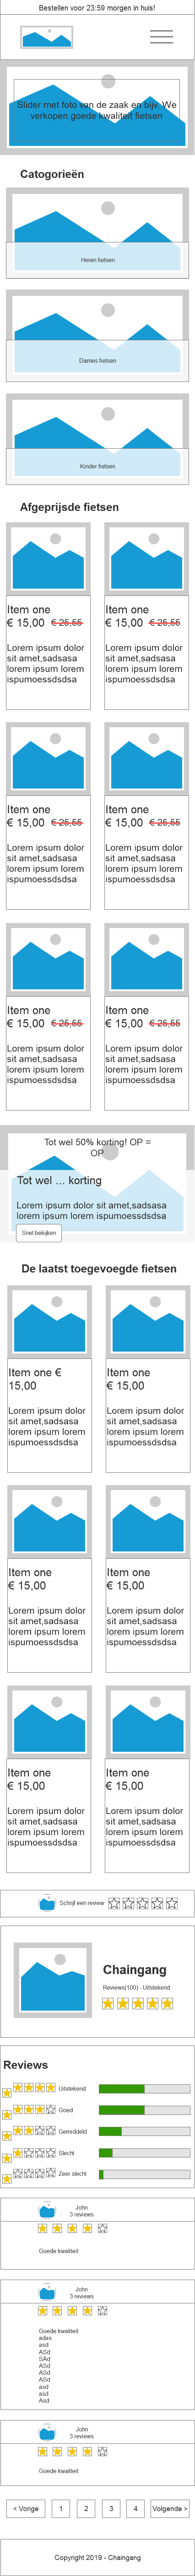 Bestellen voor 23:59 morgen in huis!
Slider met foto van de zaak en bijv. We
verkopen goede kwaliteit fietsen
Catogorieën
Heren fietsen
Dames fietsen
Kinder fietsen
Afgeprijsde fietsen
Item one
€ 15,00 € 25,55
Lorem ipsum dolor
sit amet,sadsasa
lorem ipsum lorem
ispumoessdsdsa
Item one
€ 15,00 € 25,55
Lorem ipsum dolor
sit amet,sadsasa
lorem ipsum lorem
ispumoessdsdsa
Item one
€ 15,00 € 25,55
Lorem ipsum dolor
sit amet,sadsasa
lorem ipsum lorem
ispumoessdsdsa
Item one
€ 15,00 € 25,55
Lorem ipsum dolor
sit amet,sadsasa
lorem ipsum lorem
ispumoessdsdsa
Item one
€ 15,00 € 25,55
Lorem ipsum dolor
sit amet,sadsasa
lorem ipsum lorem
ispumoessdsdsa
Item one
€ 15,00 € 25,55
Lorem ipsum dolor
sit amet,sadsasa
lorem ipsum lorem
ispumoessdsdsa
Tot wel 50% korting! OP =
OP
Tot wel ... korting
Lorem ipsum dolor sit amet,sadsasa
lorem ipsum lorem ispumoessdsdsa
Snel bekijken
De laatst toegevoegde fietsen
Item one €
15,00
Lorem ipsum dolor
sit amet,sadsasa
lorem ipsum lorem
ispumoessdsdsa
Item one
€ 15,00
Lorem ipsum dolor
sit amet,sadsasa
lorem ipsum lorem
ispumoessdsdsa
Item one
€ 15,00
Lorem ipsum dolor
sit amet,sadsasa
lorem ipsum lorem
ispumoessdsdsa
Item one
€ 15,00
Lorem ipsum dolor
sit amet,sadsasa
lorem ipsum lorem
ispumoessdsdsa
Item one
€ 15,00
Lorem ipsum dolor
sit amet,sadsasa
lorem ipsum lorem
ispumoessdsdsa
Item one
€ 15,00
Lorem ipsum dolor
sit amet,sadsasa
lorem ipsum lorem
ispumoessdsdsa
Schrijf een review
Chaingang
Reviews(100) - Uitstekend
Reviews
Uitstekend
Goed
Gemiddeld
Slecht
Zeer slecht
John
3 reviews
Goede kwaliteit
John
3 reviews
Goede kwaliteit
adas
asd
ASd
SAd
ASd
ASd
ASd
asd
asd
Asd
John
3 reviews
Goede kwaliteit
< Vorige 1 2 3 4 Volgende >
Copyright 2019 - Chaingang